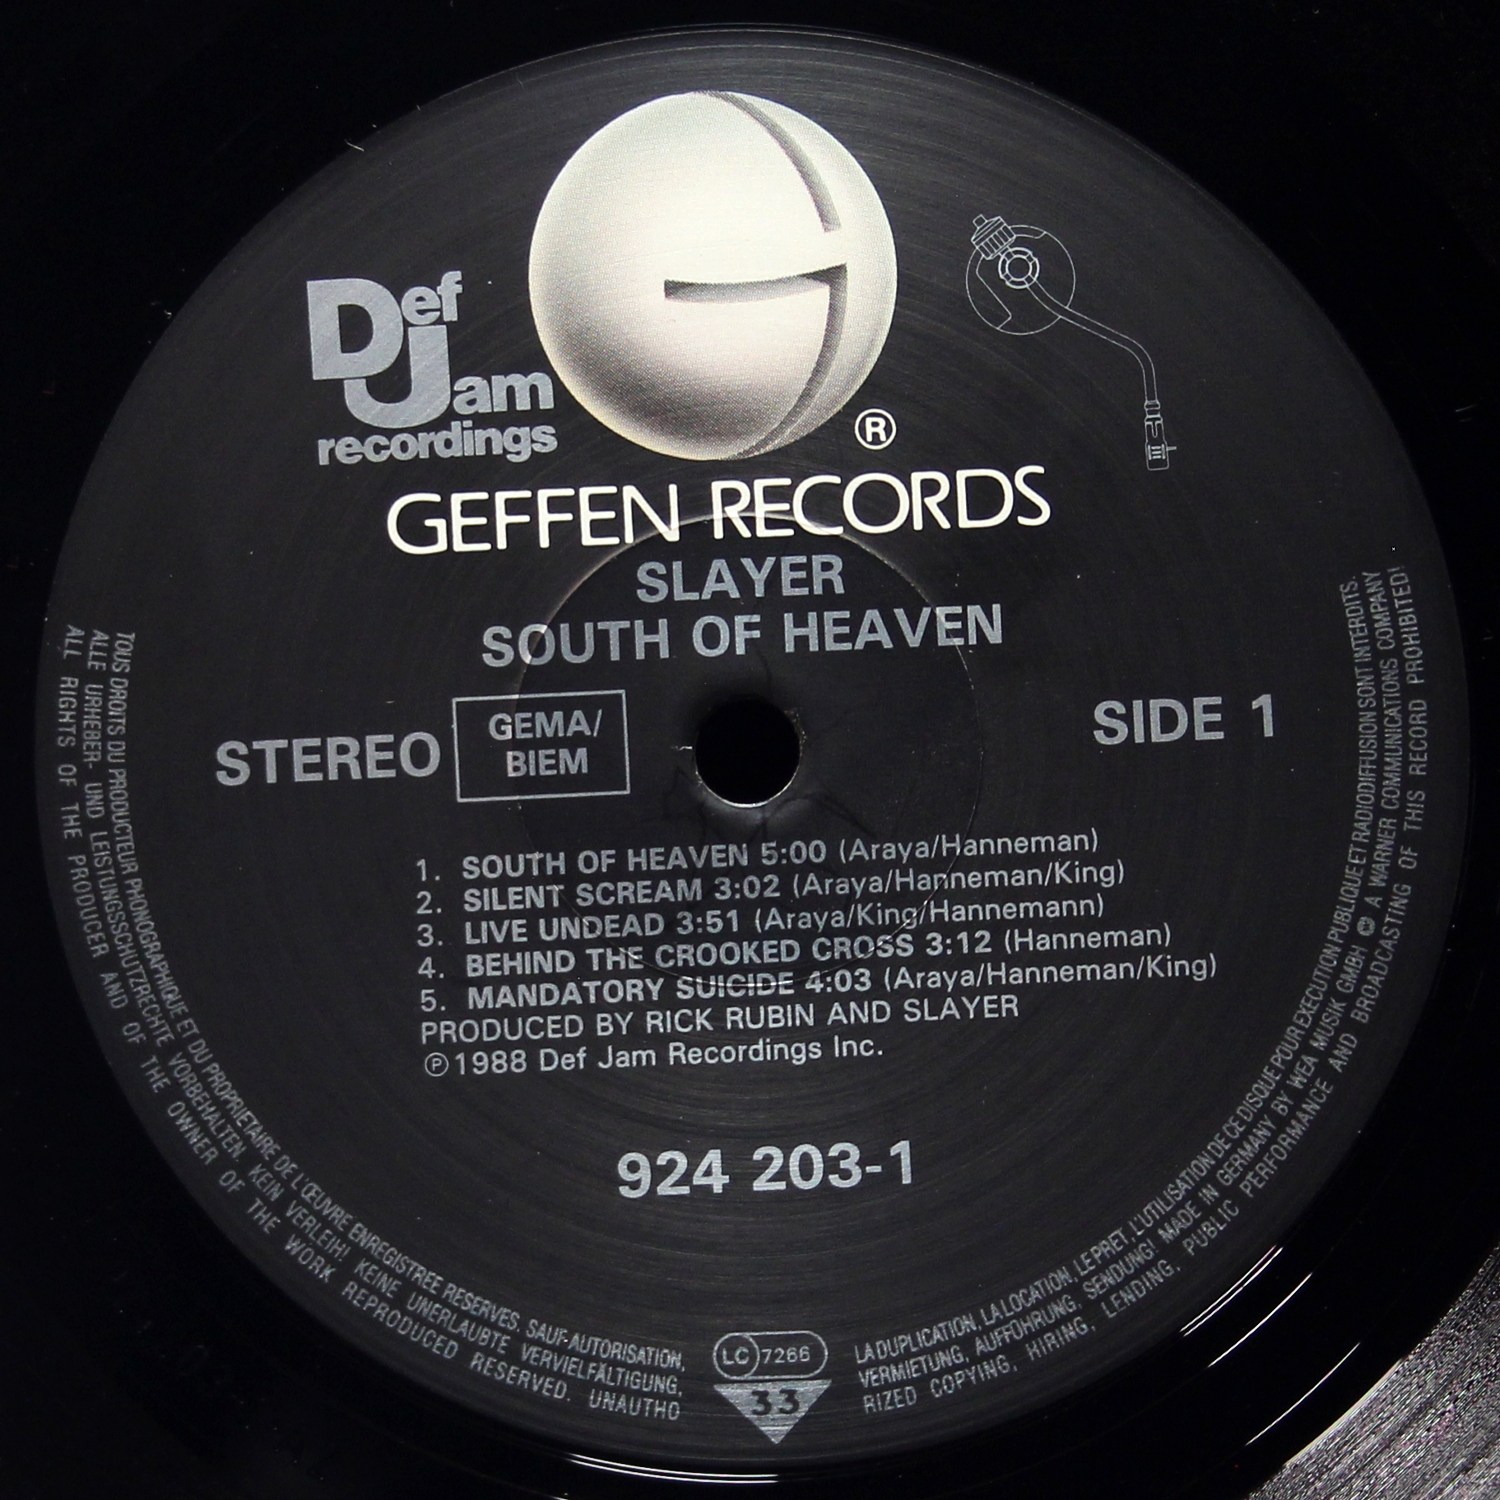 Def
Jam
recordings
®
GEFFEN RECORDS
SLAYER
SOUTH OF HEAVEN
STEREO
GEMA/
BIEM
SIDE 1
1. SOUTH OF HEAVEN 5:00 (Araya/Hanneman)
2. SILENT SCREAM 3:02 (Araya/Hanneman/King)
3. LIVE UNDEAD 3:51 (Araya/King/Hannemann)
4. BEHIND THE CROOKED CROSS 3:12 (Hanneman)
5. MANDATORY SUICIDE 4:03 (Araya/Hanneman/King)
PRODUCED BY RICK RUBIN AND SLAYER
℗ 1988 Def Jam Recordings Inc.
924 203-1
TOUS DROITS DU PRODUCTEUR PHONOGRAPHIQUE ET DU PROPRIETAIRE DE L'ŒUVRE ENREGISTREE RESERVES. SAUF AUTORISATION, LA DUPLICATION, LA LOCATION, LE PRET, L'UTILISATION DE CE DISQUE POUR EXECUTION PUBLIQUE ET RADIODIFFUSION SONT INTERDITS.
ALLE URHEBER- UND LEISTUNGSSCHUTZRECHTE VORBEHALTEN. KEIN VERLEIH! KEINE UNERLAUBTE VERVIELFÄLTIGUNG, VERMIETUNG, AUFFÜHRUNG, SENDUNG! MADE IN GERMANY BY WEA MUSIK GMBH A WARNER COMMUNICATIONS COMPANY
ALL RIGHTS OF THE PRODUCER AND OF THE OWNER OF THE WORK REPRODUCED RESERVED. UNAUTHORIZED COPYING, HIRING, LENDING, PUBLIC PERFORMANCE AND BROADCASTING OF THIS RECORD PROHIBITED!
LC 7266
33